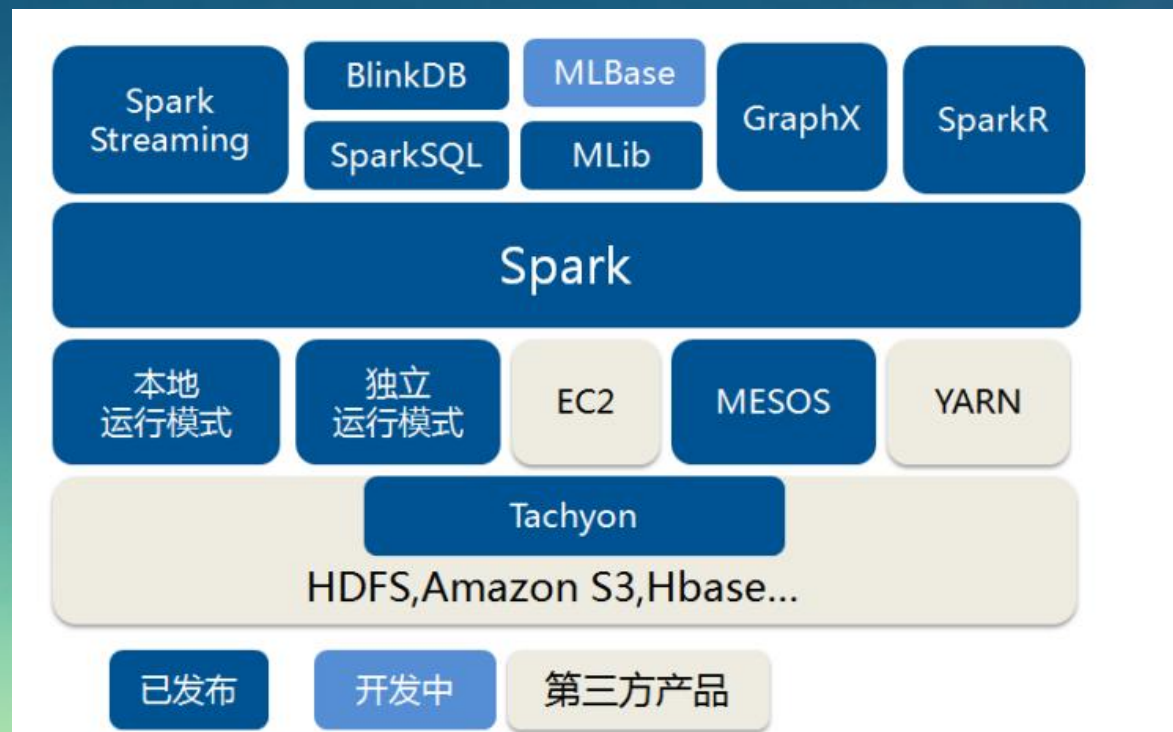 Spark
Streaming
BlinkDB
MLBase
SparkSQL
MLib
GraphX
SparkR
Spark
本地
运行模式
独立
运行模式
EC2
MESOS
YARN
Tachyon
HDFS,Amazon S3,Hbase...
已发布
开发中
第三方产品